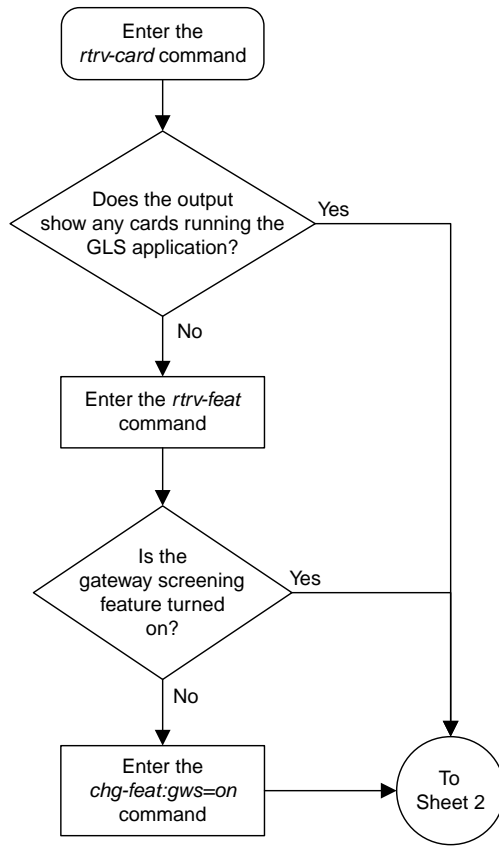 Enter the
rtrv-card command
Does the output
show any cards running the
GLS application?
Yes
No
Enter the rtrv-feat
command
Is the
gateway screening
feature turned
on?
Yes
No
Enter the
chg-feat:gws=on
command
To
Sheet 2